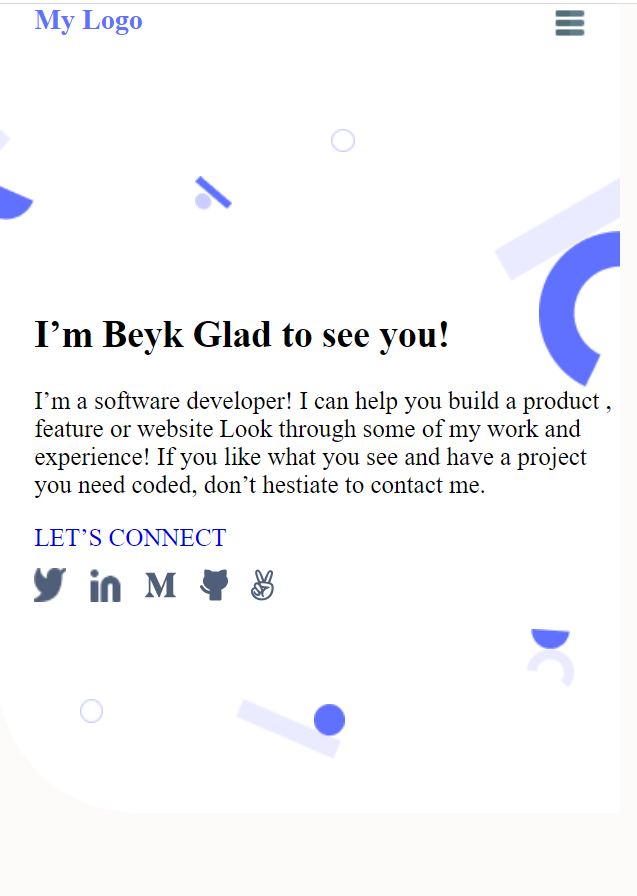 My Logo
I’m Beyk Glad to see you!
I’m a software developer! I can help you build a product ,
feature or website Look through some of my work and
experience! If you like what you see and have a project
you need coded, don’t hestiate to contact me.
LET’S CONNECT